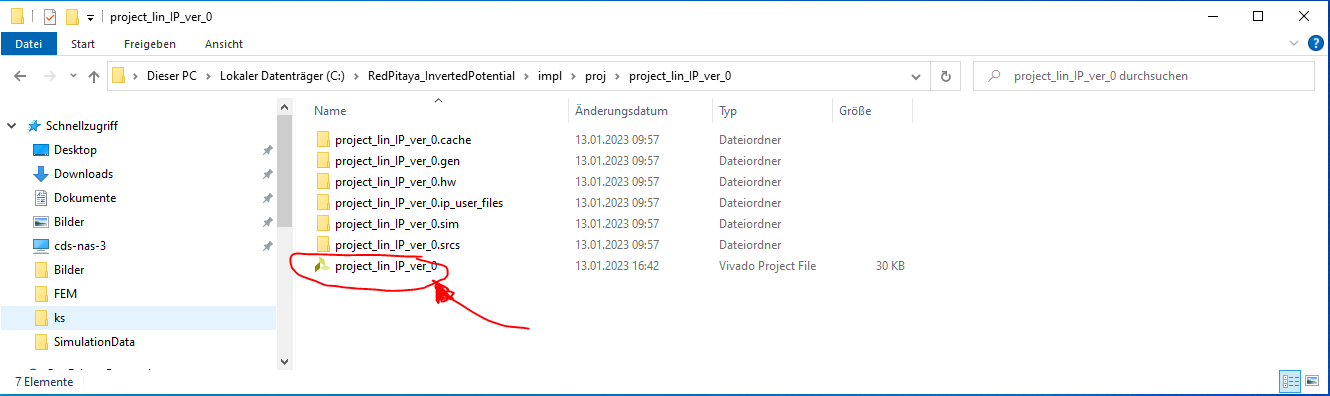 project_lin_IP_ver_0
Datei Start Freigeben Ansicht
Dieser PC Lokaler Datenträger (C:) RedPitaya_InvertedPotential impl proj project_lin_IP_ver_0 project_lin_IP_ver_0 durchsuchen
Schnellzugriff
Desktop
Downloads
Dokumente
Bilder
cds-nas-3
Bilder
FEM
ks
SimulationData
Name Änderungsdatum Typ Größe
project_lin_IP_ver_0.cache 13.01.2023 09:57 Dateiordner
project_lin_IP_ver_0.gen 13.01.2023 09:57 Dateiordner
project_lin_IP_ver_0.hw 13.01.2023 09:57 Dateiordner
project_lin_IP_ver_0.ip_user_files 13.01.2023 09:57 Dateiordner
project_lin_IP_ver_0.sim 13.01.2023 09:57 Dateiordner
project_lin_IP_ver_0.srcs 13.01.2023 09:57 Dateiordner
project_lin_IP_ver_0 13.01.2023 16:42 Vivado Project File 30 KB
7 Elemente